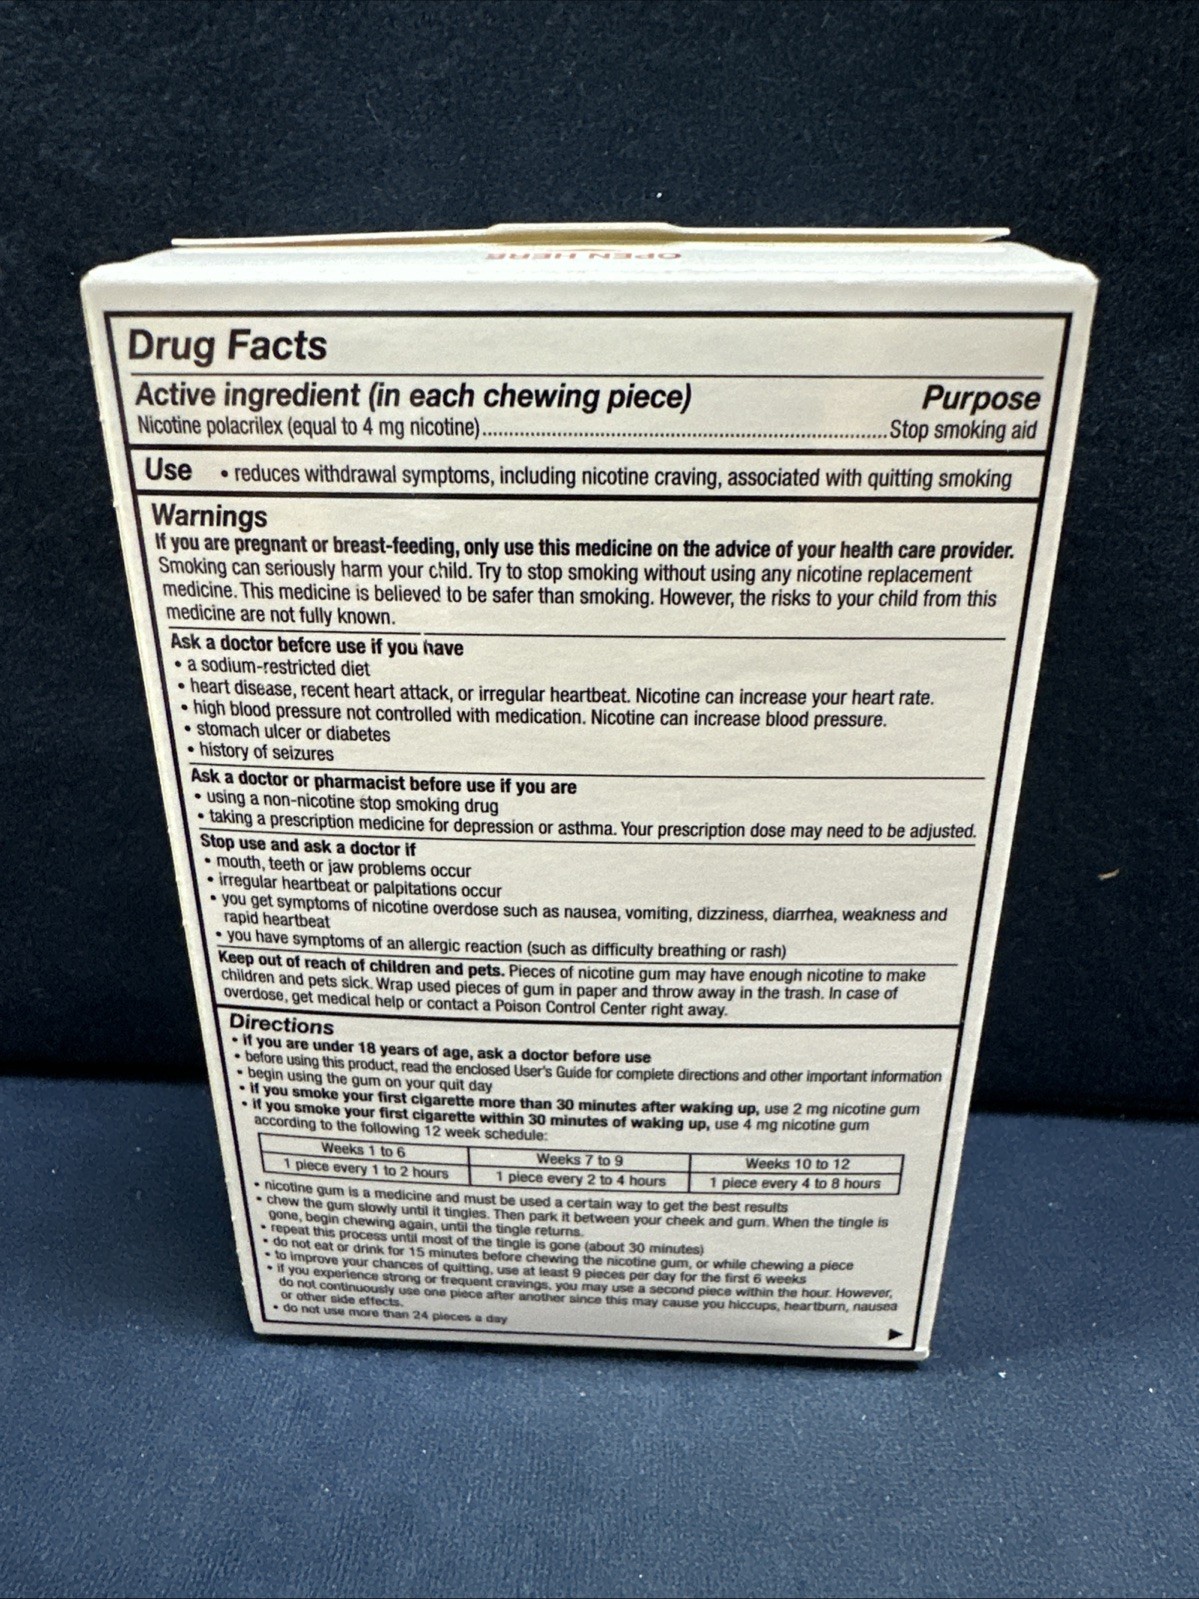 OPEN HERE
Drug Facts
Active ingredient (in each chewing piece) Purpose
Nicotine polacrilex (equal to 4 mg nicotine)............................................................................Stop smoking aid
Use • reduces withdrawal symptoms, including nicotine craving, associated with quitting smoking
Warnings
If you are pregnant or breast-feeding, only use this medicine on the advice of your health care provider.
Smoking can seriously harm your child. Try to stop smoking without using any nicotine replacement
medicine. This medicine is believed to be safer than smoking. However, the risks to your child from this
medicine are not fully known.
Ask a doctor before use if you have
• a sodium-restricted diet
• heart disease, recent heart attack, or irregular heartbeat. Nicotine can increase your heart rate.
• high blood pressure not controlled with medication. Nicotine can increase blood pressure.
• stomach ulcer or diabetes
• history of seizures
Ask a doctor or pharmacist before use if you are
• using a non-nicotine stop smoking drug
• taking a prescription medicine for depression or asthma. Your prescription dose may need to be adjusted.
Stop use and ask a doctor if
• mouth, teeth or jaw problems occur
• irregular heartbeat or palpitations occur
• you get symptoms of nicotine overdose such as nausea, vomiting, dizziness, diarrhea, weakness and
rapid heartbeat
• you have symptoms of an allergic reaction (such as difficulty breathing or rash)
Keep out of reach of children and pets. Pieces of nicotine gum may have enough nicotine to make
children and pets sick. Wrap used pieces of gum in paper and throw away in the trash. In case of
overdose, get medical help or contact a Poison Control Center right away.
Directions
• if you are under 18 years of age, ask a doctor before use
• before using this product, read the enclosed User's Guide for complete directions and other important information
• begin using the gum on your quit day
• If you smoke your first cigarette more than 30 minutes after waking up, use 2 mg nicotine gum
• If you smoke your first cigarette within 30 minutes of waking up, use 4 mg nicotine gum
according to the following 12 week schedule:
Weeks 1 to 6 Weeks 7 to 9 Weeks 10 to 12
1 piece every 1 to 2 hours 1 piece every 2 to 4 hours 1 piece every 4 to 8 hours
• nicotine gum is a medicine and must be used a certain way to get the best results
• chew the gum slowly until it tingles. Then park it between your cheek and gum. When the tingle is
gone, begin chewing again, until the tingle returns.
• repeat this process until most of the tingle is gone (about 30 minutes)
• do not eat or drink for 15 minutes before chewing the nicotine gum, or while chewing a piece
• to improve your chances of quitting, use at least 9 pieces per day for the first 6 weeks
• if you experience strong or frequent cravings, you may use a second piece within the hour. However,
do not continuously use one piece after another since this may cause you hiccups, heartburn, nausea
or other side effects.
• do not use more than 24 pieces a day